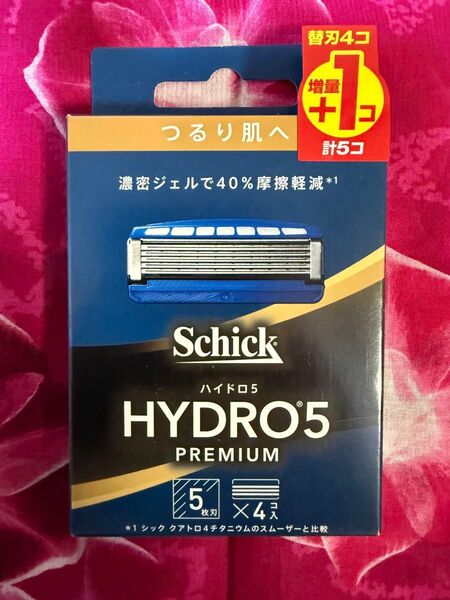 替刃4コ
増量
+1コ
計5コ
つるり肌へ
濃密ジェルで40%摩擦軽減*1
Schick
ハイドロ5
HYDRO®5
PREMIUM
5
枚刃
×4コ入
*1 シック クアトロ4チタニウムのスムーザーと比較